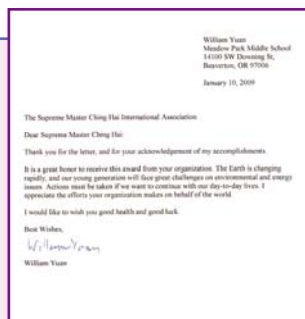 William Yuan
Meadow Park Middle School
14100 SW Downing St,
Beaverton, OR 97006
January 10, 2009
The Supreme Master Ching Hai International Association
Dear Supreme Master Ching Hai:
Thank you for the letter, and for your acknowledgement of my accomplishments.
It is a great honor to receive this award from your organization. The Earth is changing
rapidly, and our young generation will face great challenges on environmental and energy
issues. Actions must be taken if we want to continue with our day-to-day lives. I
appreciate the efforts your organization makes on behalf of the world.
I would like to wish you good health and good luck.
Best Wishes,
William Yuan
William Yuan